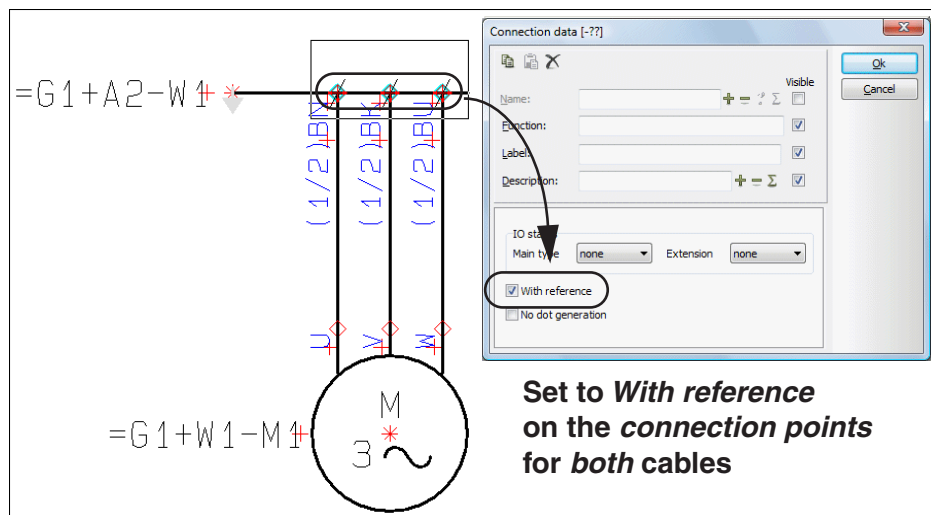 Connection data [-??]
Ok
Cancel
Visible
Name:
Function:
Label:
Description:
IO sta
Main type
none
Extension
none
With reference
No dot generation
=G1+A2-W1
(1/2)BN
(1/2)BK
(1/2)BU
U
V
W
M
3
=G1+W1-M1
Set to With reference
on the connection points
for both cables